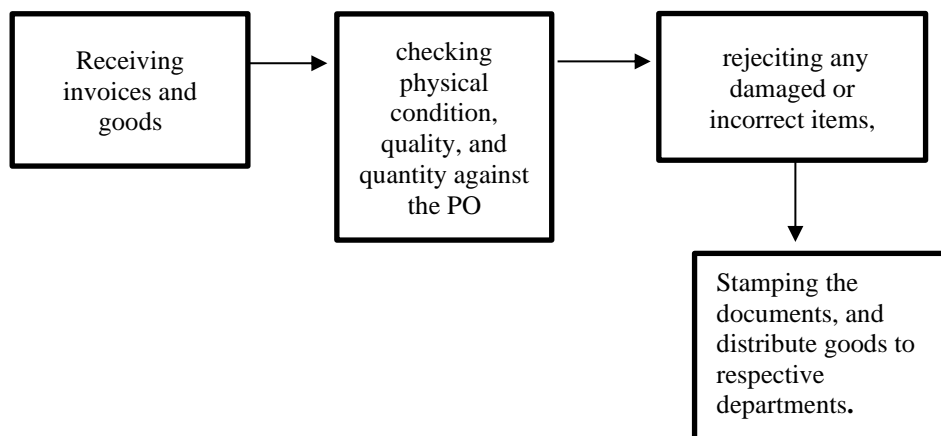 Receiving
invoices and
goods
checking
physical
condition,
quality, and
quantity against
the PO
rejeciting any
damaged or
incorrect items,
Stamping the
documents, and
distribute goods to
respective
departments.